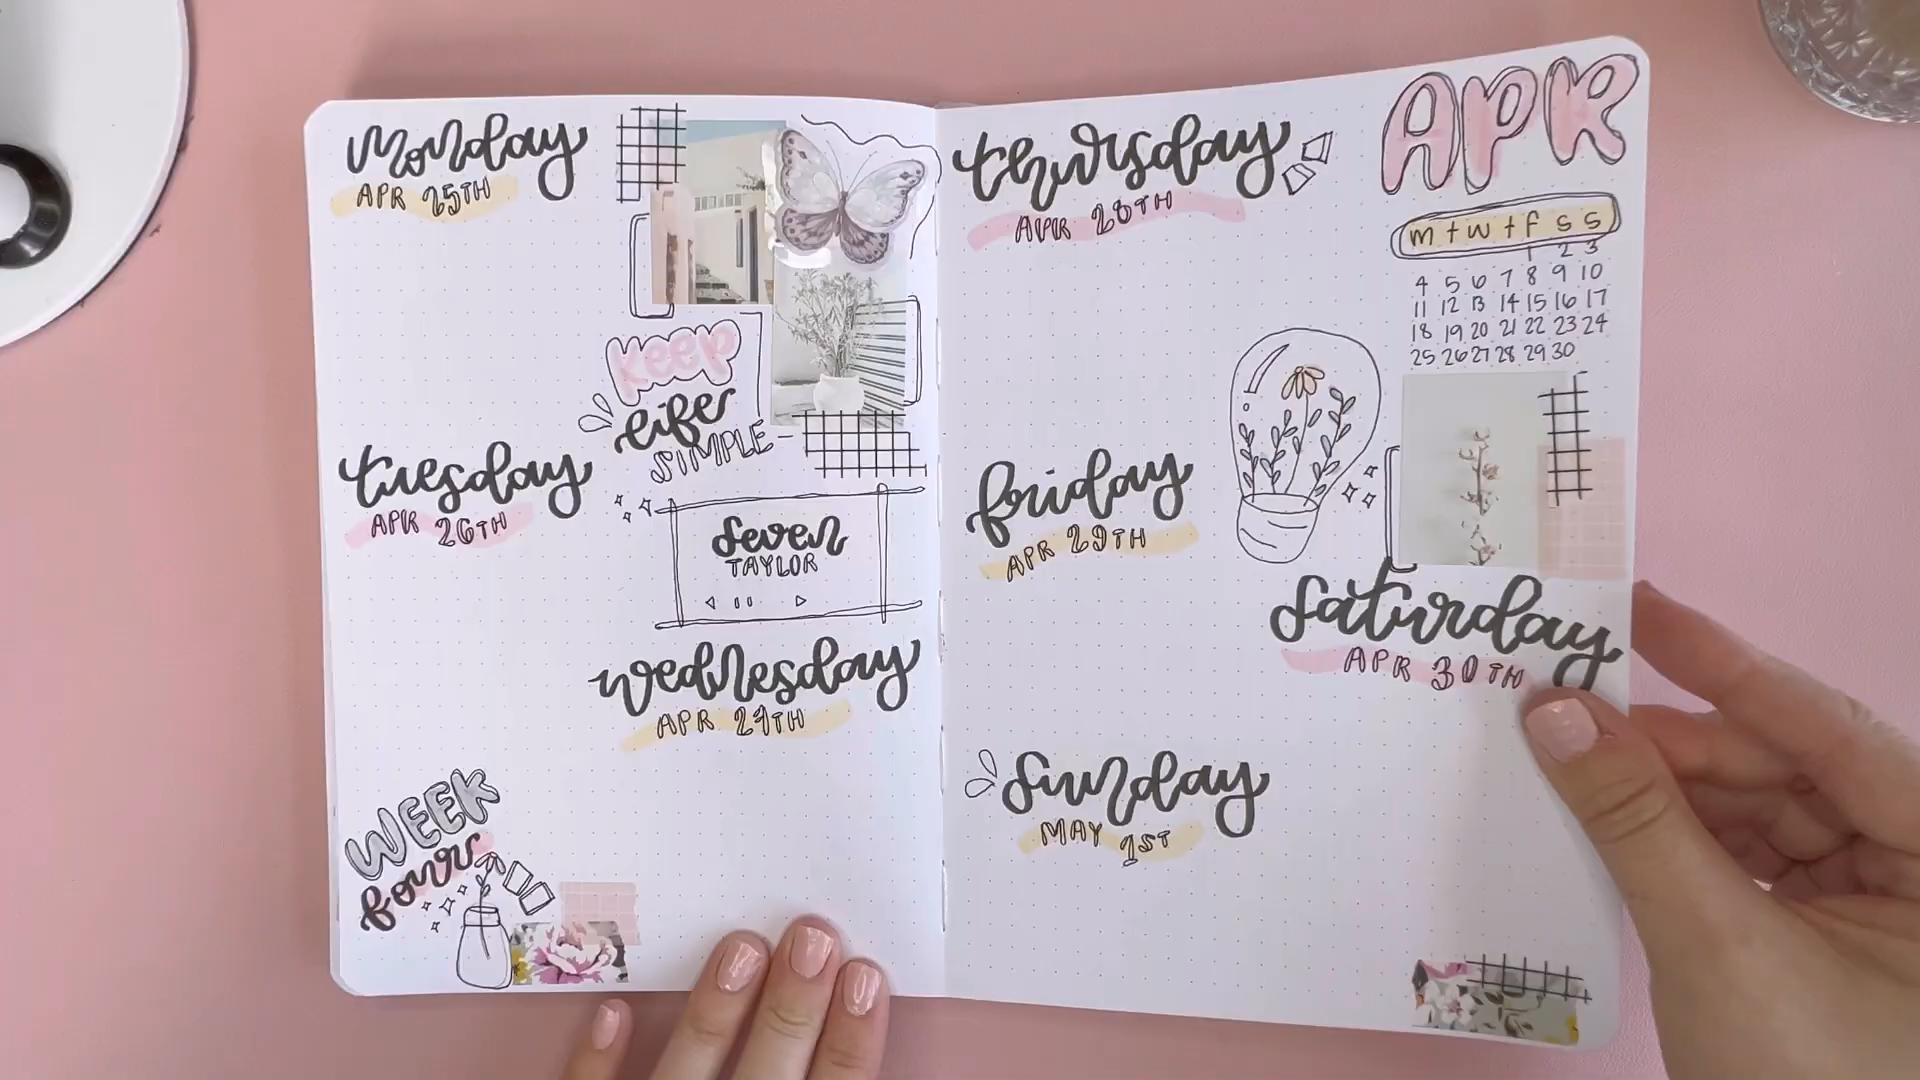 monday
APR 25TH
keep
life
SIMPLE
tuesday
APR 26TH
seven
TAYLOR
wednesday
APR 27TH
WEEK
four
thursday
APR 28TH
APR
m t w t f s s
1 2 3
4 5 6 7 8 9 10
11 12 13 14 15 16 17
18 19 20 21 22 23 24
25 26 27 28 29 30
friday
APR 29TH
saturday
APR 30TH
sunday
MAY 1ST